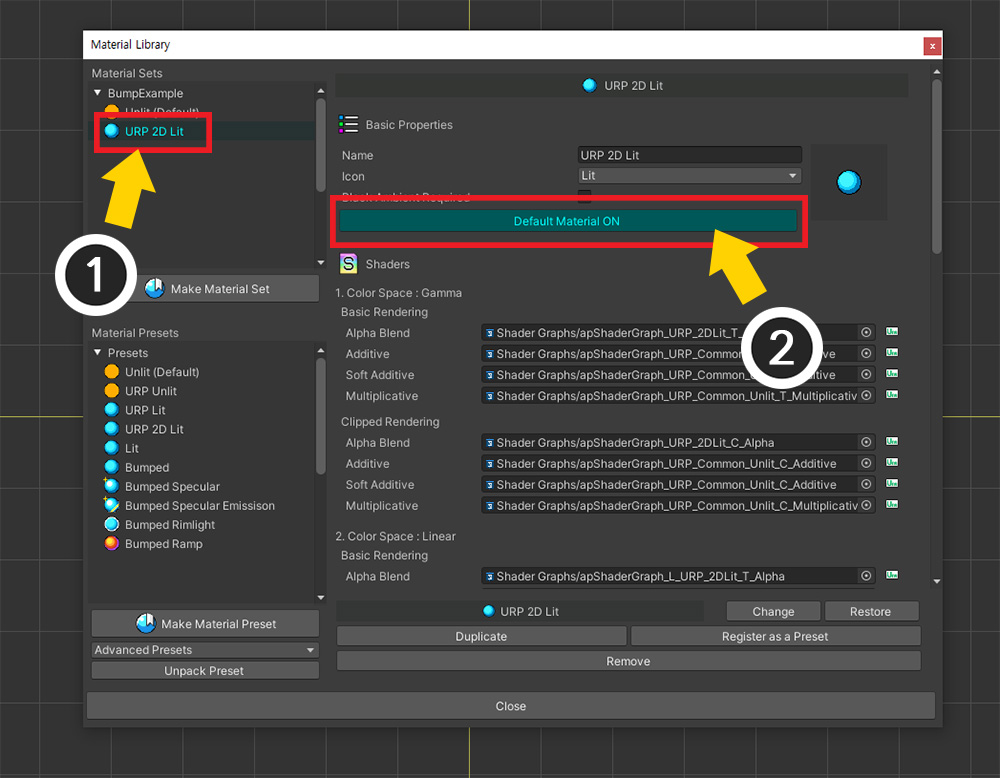 Material Library
x
Material Sets
BumpExample
Unlit (Default)
URP 2D Lit
1
Make Material Set
Material Presets
Presets
Unlit (Default)
URP Unlit
URP Lit
URP 2D Lit
Lit
Bumped
Bumped Specular
Bumped Specular Emissison
Bumped Rimlight
Bumped Ramp
Make Material Preset
Advanced Presets
Unpack Preset
URP 2D Lit
Basic Properties
Name URP 2D Lit
Icon Lit
Black Ambient Required
Default Material ON
2
S Shaders
1. Color Space : Gamma
Basic Rendering
Alpha Blend Shader Graphs/apShaderGraph_URP_2DLit_T_
Additive Shader Graphs/apShaderGraph_URP_Common_
Soft Additive Shader Graphs/apShaderGraph_URP_Common_
Multiplicative Shader Graphs/apShaderGraph_URP_Common_Unlit_T_Multiplicativ
Clipped Rendering
Alpha Blend Shader Graphs/apShaderGraph_URP_2DLit_C_Alpha
Additive Shader Graphs/apShaderGraph_URP_Common_Unlit_C_Additive
Soft Additive Shader Graphs/apShaderGraph_URP_Common_Unlit_C_Additive
Multiplicative Shader Graphs/apShaderGraph_URP_Common_Unlit_C_Multiplicativ
2. Color Space : Linear
Basic Rendering
Alpha Blend Shader Graphs/apShaderGraph_L_URP_2DLit_T_Alpha
URP 2D Lit
Change
Restore
Duplicate
Register as a Preset
Remove
Close